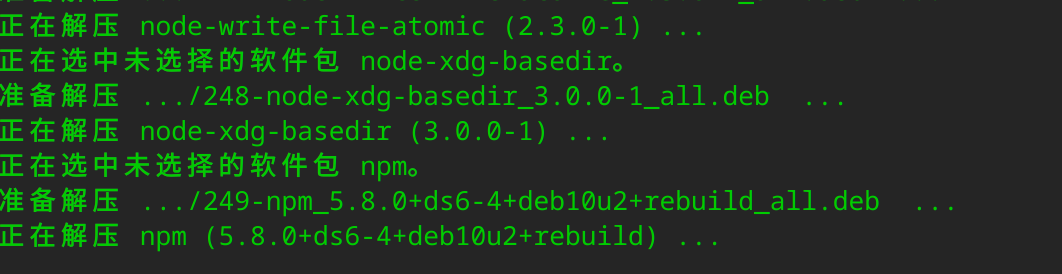 正在解压 node-write-file-atomic (2.3.0-1) ...
正在选中未选择的软件包 node-xdg-basedir。
准备解压 .../248-node-xdg-basedir_3.0.0-1_all.deb  ...
正在解压 node-xdg-basedir (3.0.0-1) ...
正在选中未选择的软件包 npm。
准备解压 .../249-npm_5.8.0+ds6-4+deb10u2+rebuild_all.deb  ...
正在解压 npm (5.8.0+ds6-4+deb10u2+rebuild) ...